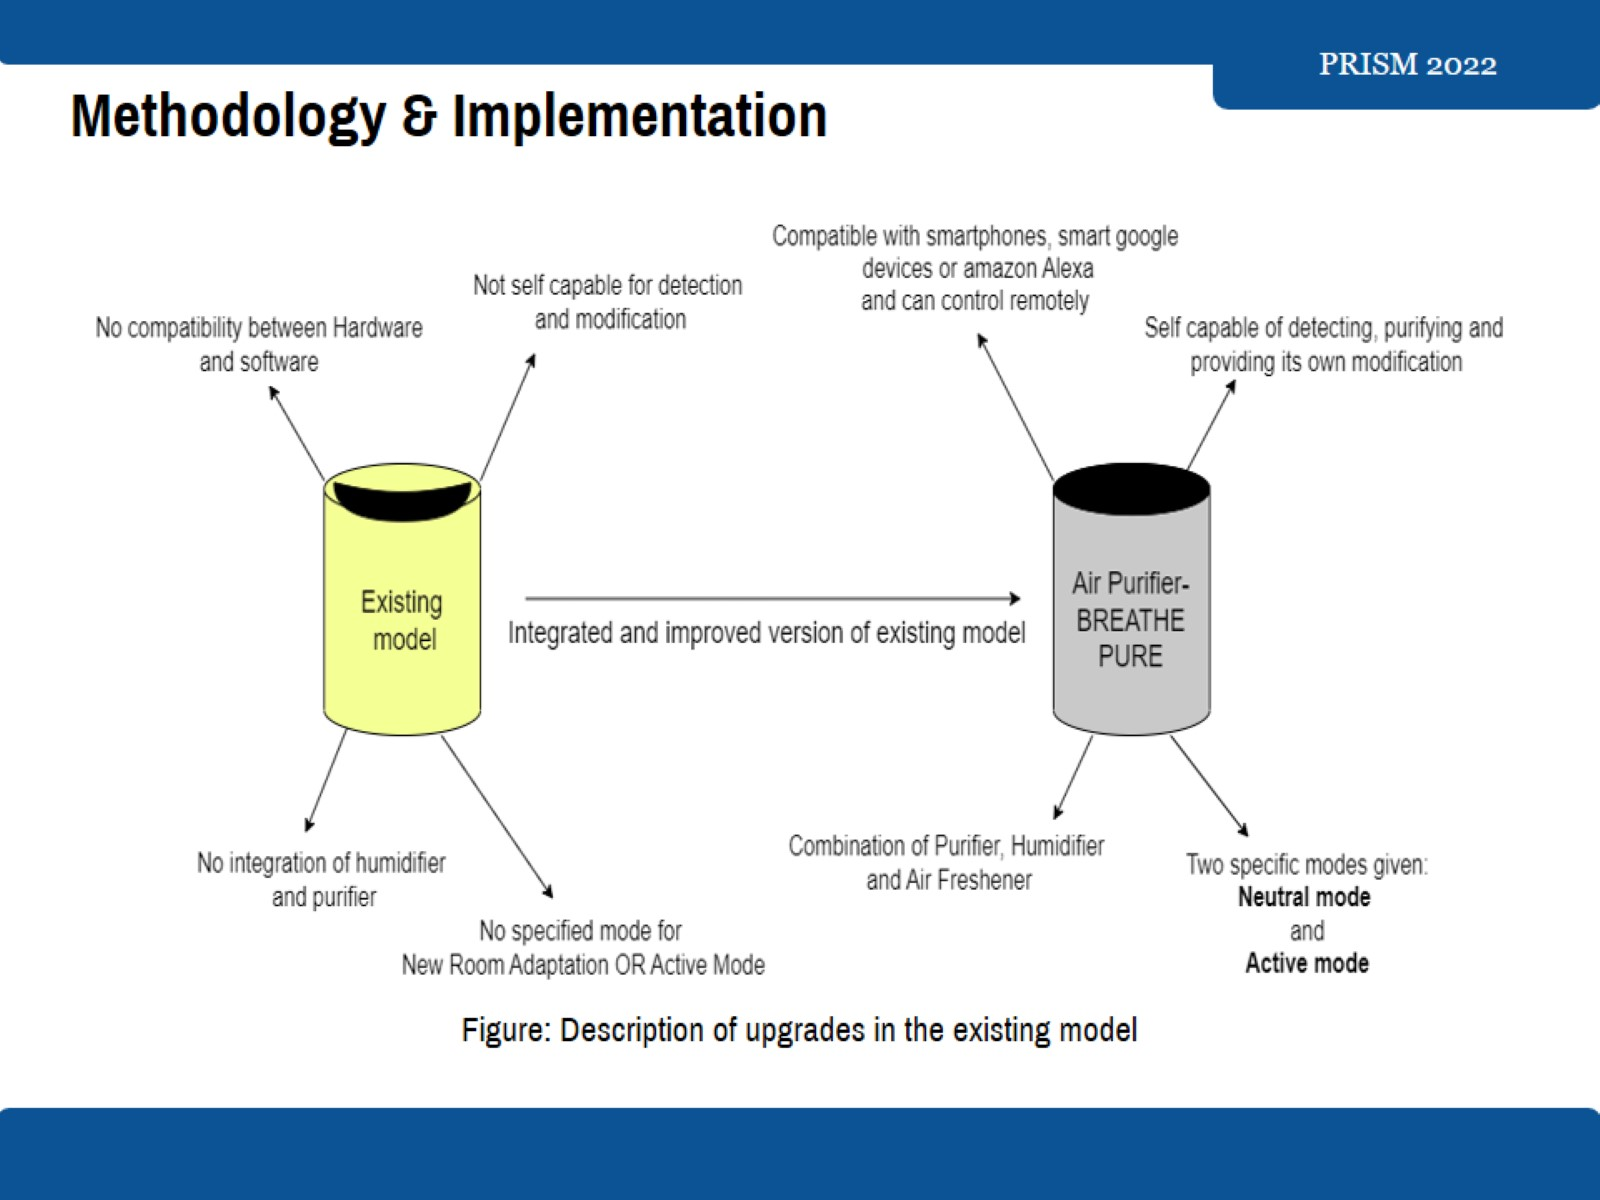 PRISM 2022
Methodology & Implementation
No compatibility between Hardware
and software
Not self capable for detection
and modification
Compatible with smartphones, smart google
devices or amazon Alexa
and can control remotely
Self capable of detecting, purifying and
providing its own modification
Existing
model
Integrated and improved version of existing model
Air Purifier-
BREATHE
PURE
No integration of humidifier
and purifier
No specified mode for
New Room Adaptation OR Active Mode
Combination of Purifier, Humidifier
and Air Freshener
Two specific modes given:
Neutral mode
and
Active mode
Figure: Description of upgrades in the existing model